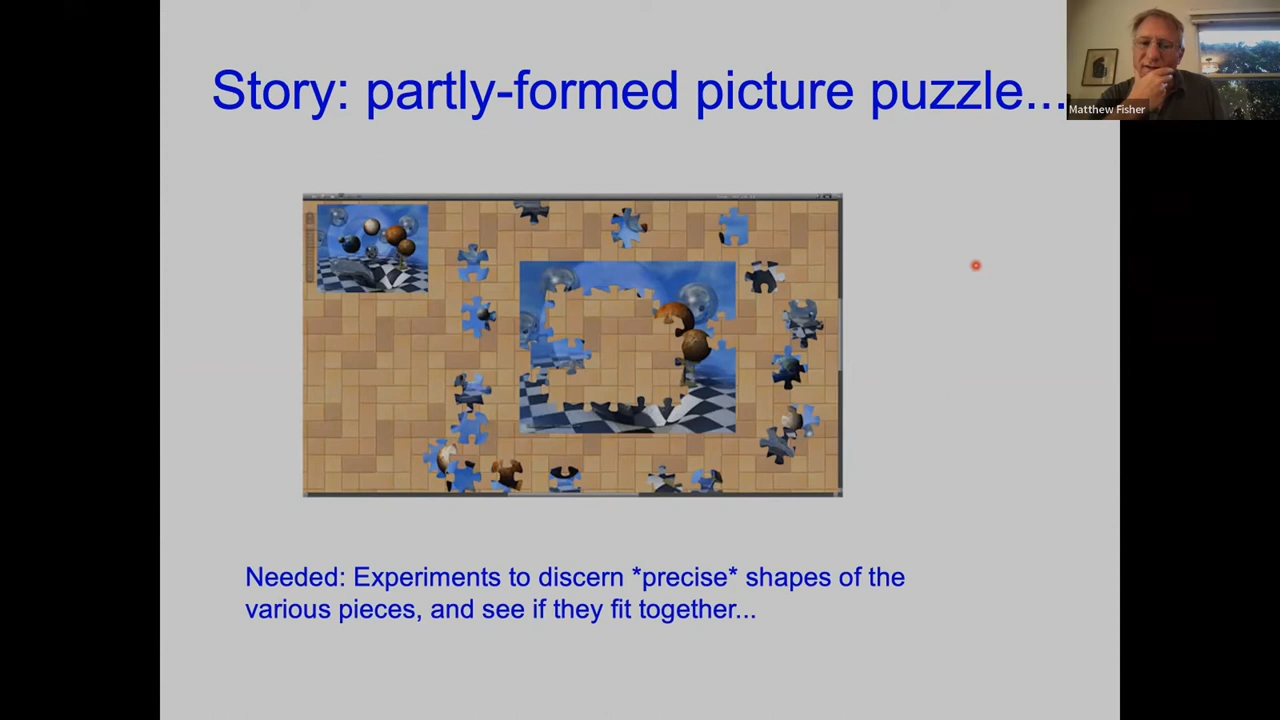 Story: partly-formed picture puzzle...
Matthew Fisher
Needed: Experiments to discern *precise* shapes of the
various pieces, and see if they fit together...